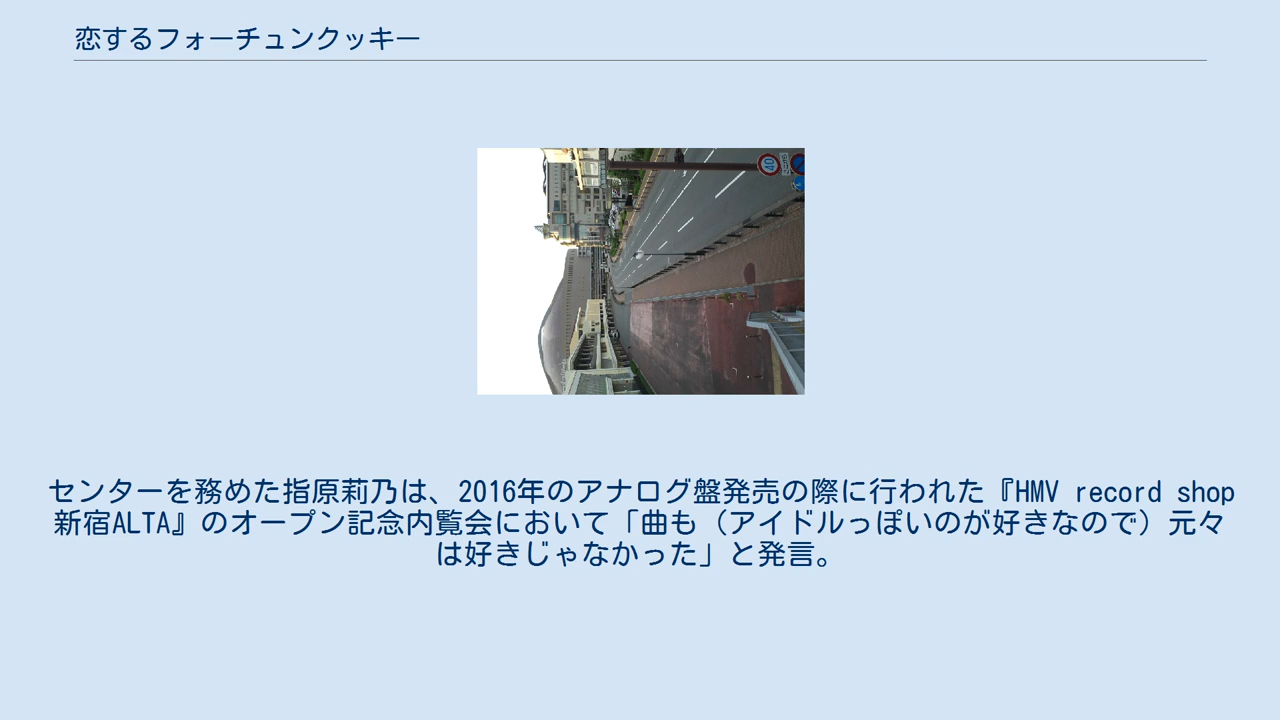 恋するフォーチュンクッキー
40
センターを務めた指原莉乃は、2016年のアナログ盤発売の際に行われた『HMV record shop
新宿ALTA』のオープン記念内覧会において「曲も（アイドルっぽいのが好きなので）元々
は好きじゃなかった」と発言。